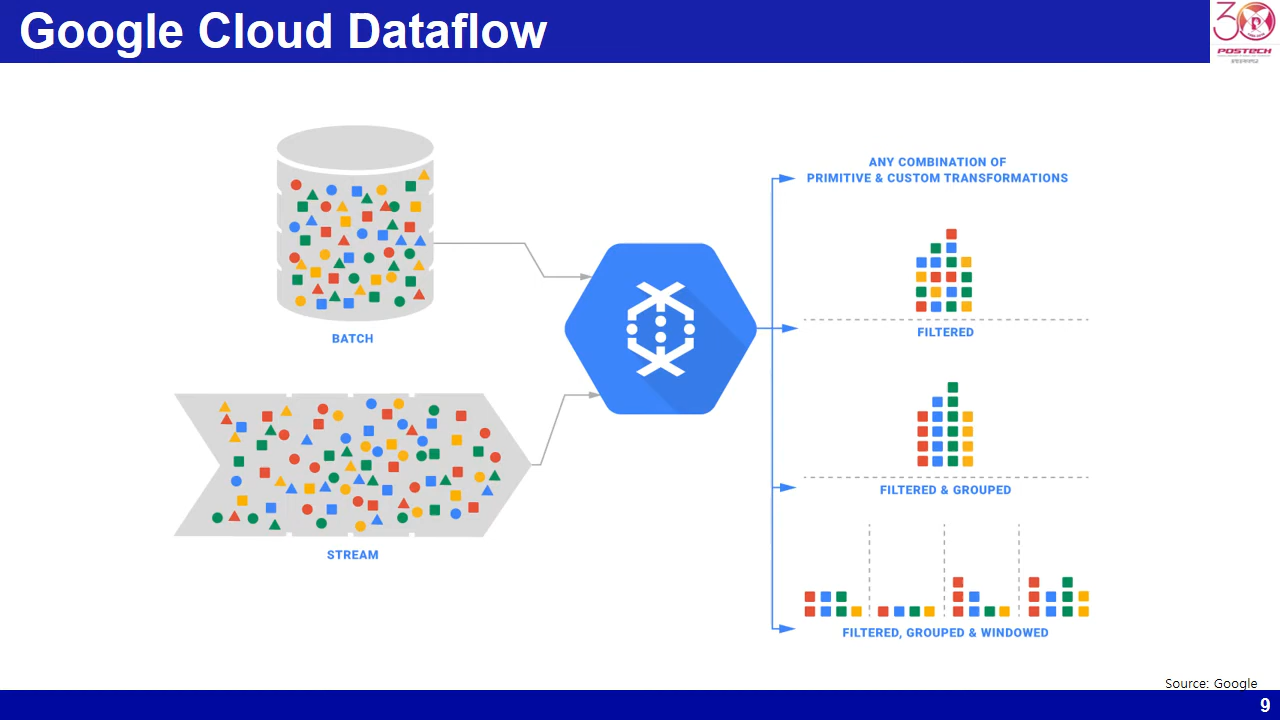 Google Cloud Dataflow
30
POSTECH
ANY COMBINATION OF
PRIMITIVE & CUSTOM TRANSFORMATIONS
FILTERED
BATCH
FILTERED & GROUPED
STREAM
FILTERED, GROUPED & WINDOWED
Source: Google
9